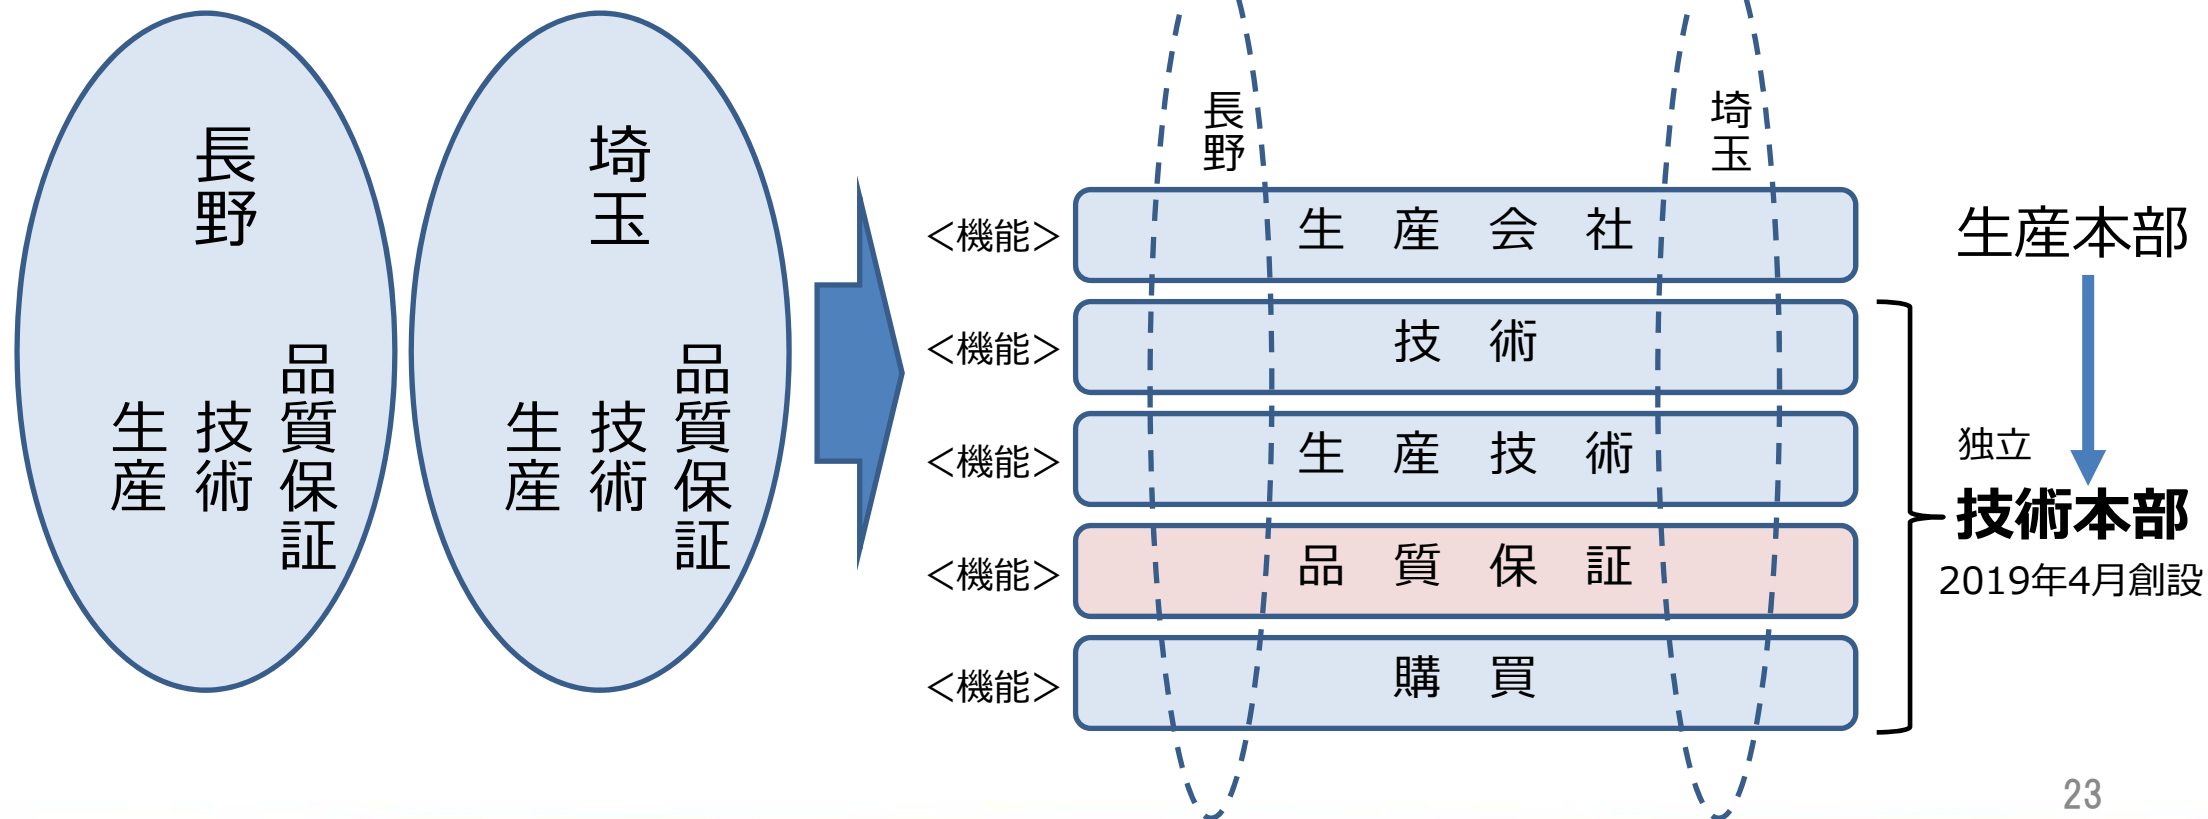 長野
品質保証
技術
生産
埼玉
品質保証
技術
生産
長野
埼玉
＜機能＞
生産会社
＜機能＞
技術
＜機能＞
生産技術
＜機能＞
品質保証
＜機能＞
購買
生産本部
独立
技術本部
2019年4月創設
23